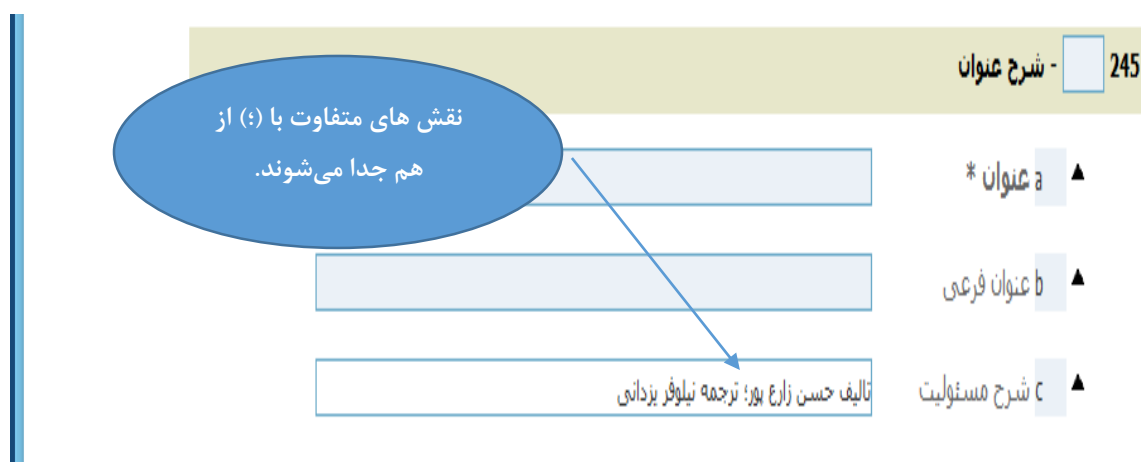 245 - شرح عنوان
نقش های متفاوت با (؛) از
هم جدا می‌شوند.
a عنوان *
b عنوان فرعی
c شرح مسئولیت
تالیف حسن زارع پور؛ ترجمه نیلوفر یزدانی